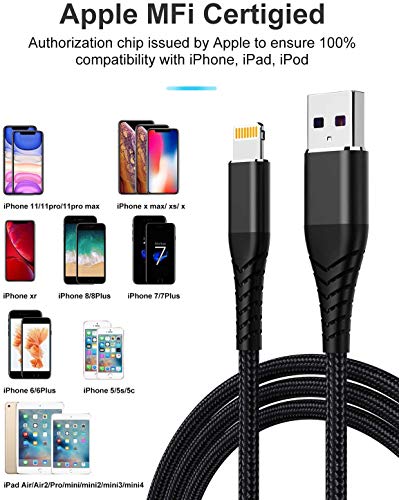 Apple MFi Certigied
Authorization chip issued by Apple to ensure 100%
compatibility with iPhone, iPad, iPod
iPhone 11/11pro/11pro max
iPhone x max/ xs/ x
iPhone xr
iPhone 8/8Plus
7
iPhone 7/7Plus
iPhone 6/6Plus
iPhone 5/5s/5c
iPad Air/Air2/Pro/mini/mini2/mini3/mini4